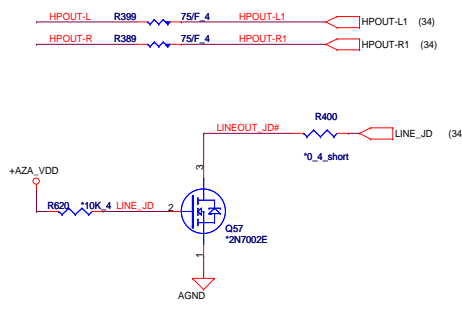 HPOUT-L R399 75/F_4 HPOUT-L1 HPOUT-L1 (34)
HPOUT-R R389 75/F_4 HPOUT-R1 HPOUT-R1 (34)
R400
LINEOUT_JD# LINE_JD (34
*0_4_short
3
+AZA_VDD
R620 *10K_4 LINE_JD 2
Q57
*2N7002E
1
AGND